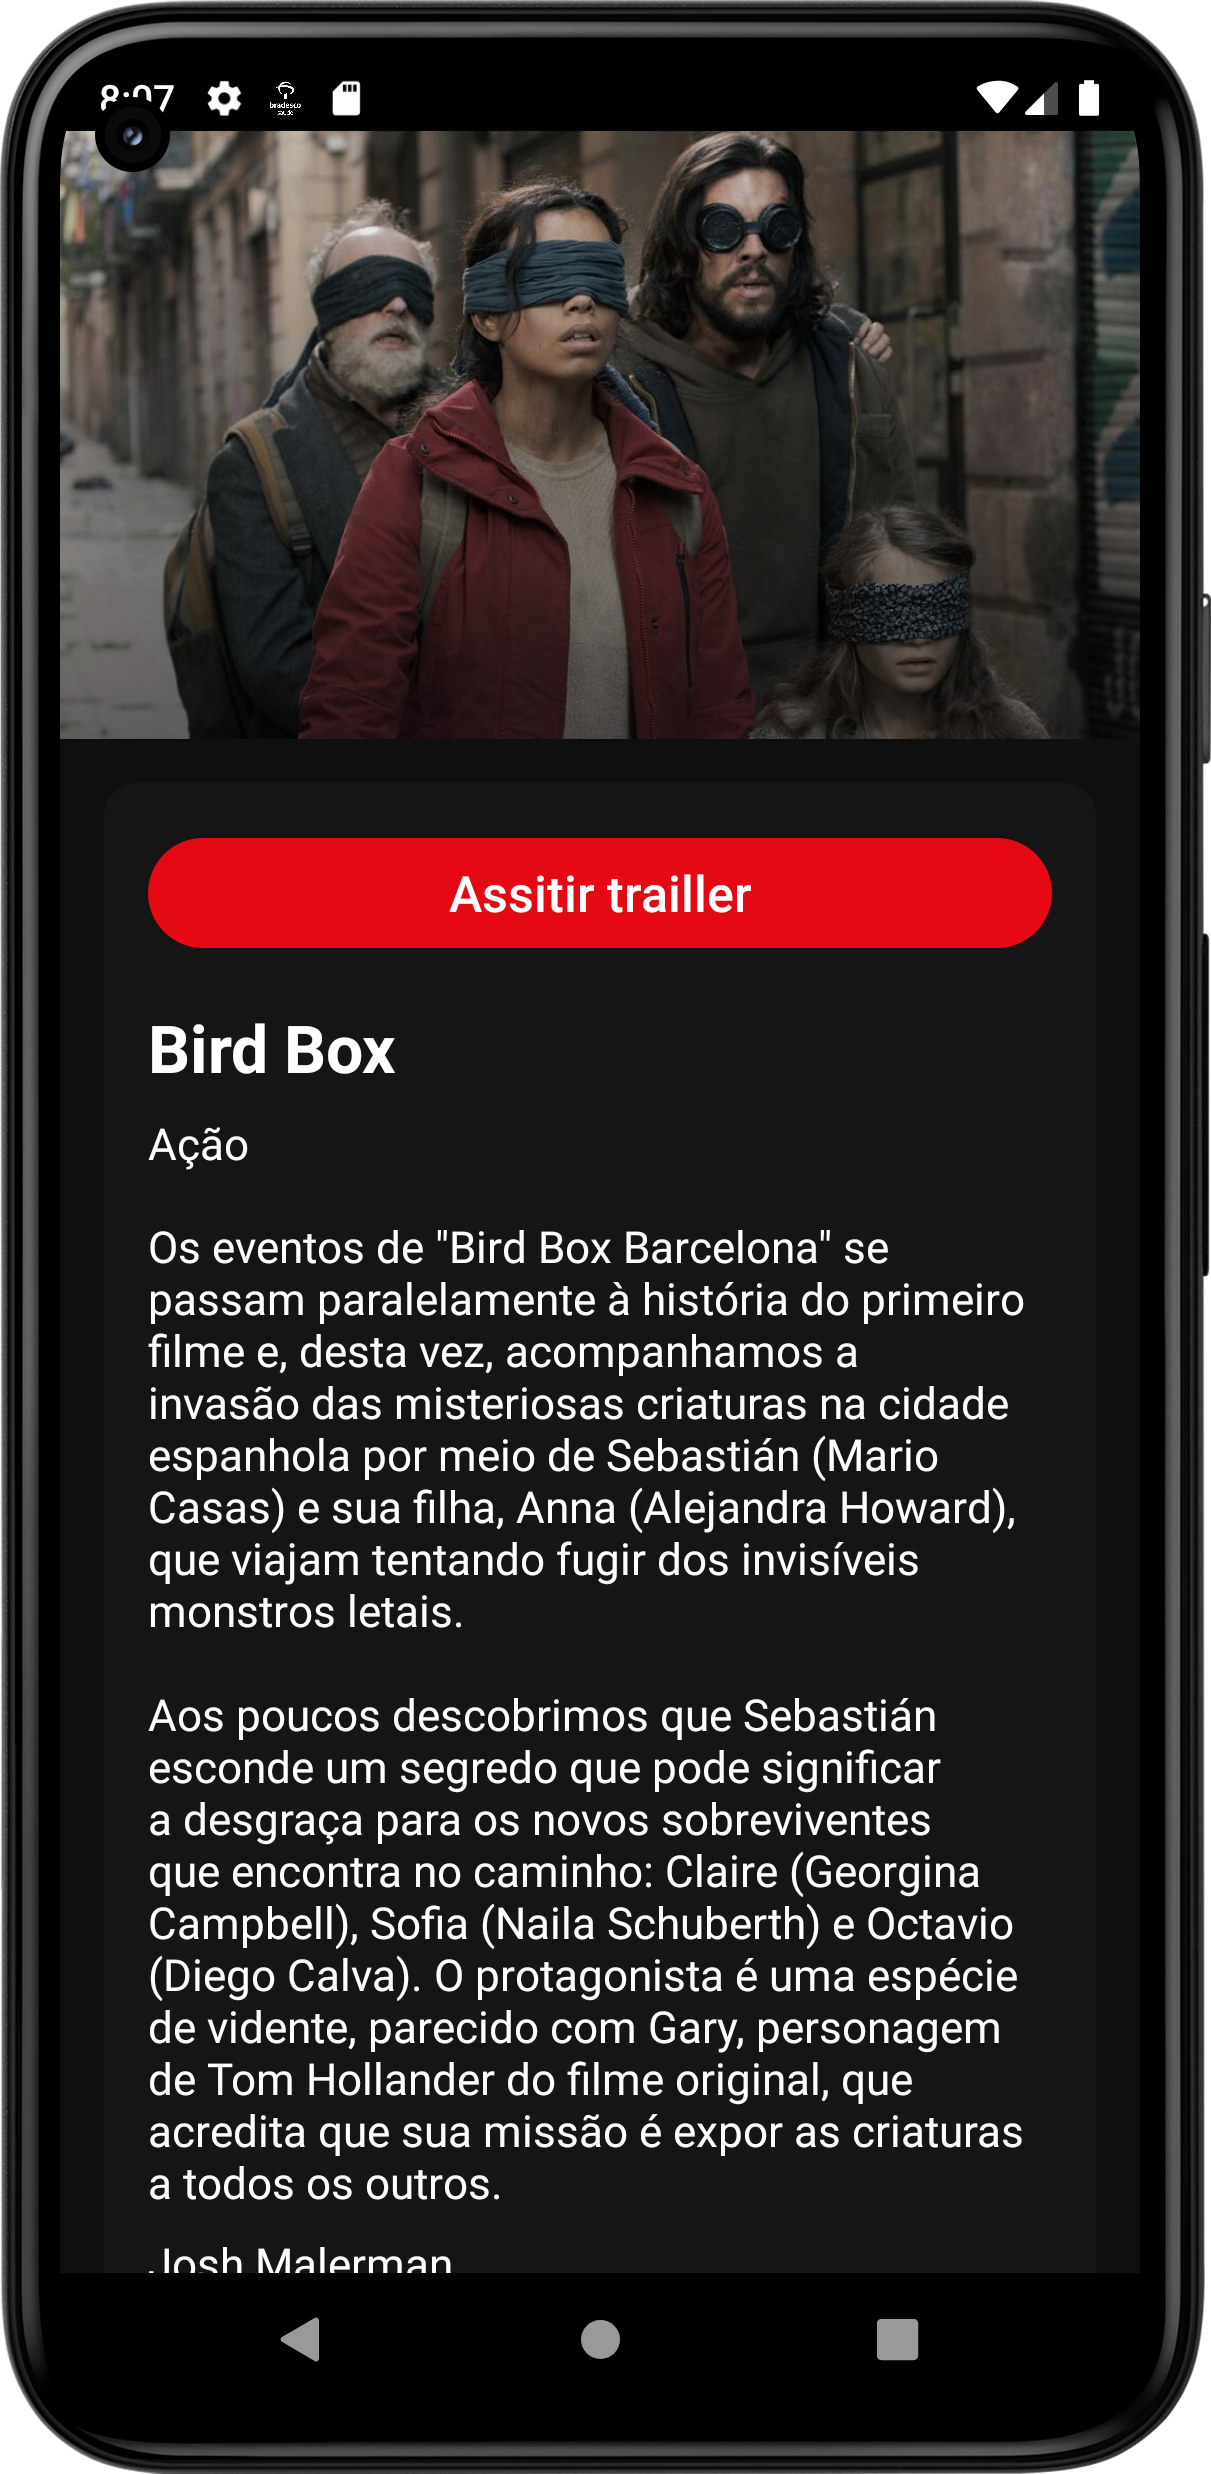 8:07
bradesco
saúde
Assitir trailler
Bird Box
Ação
Os eventos de "Bird Box Barcelona" se
passam paralelamente à história do primeiro
filme e, desta vez, acompanhamos a
invasão das misteriosas criaturas na cidade
espanhola por meio de Sebastián (Mario
Casas) e sua filha, Anna (Alejandra Howard),
que viajam tentando fugir dos invisíveis
monstros letais.
Aos poucos descobrimos que Sebastián
esconde um segredo que pode significar
a desgraça para os novos sobreviventes
que encontra no caminho: Claire (Georgina
Campbell), Sofia (Naila Schuberth) e Octavio
(Diego Calva). O protagonista é uma espécie
de vidente, parecido com Gary, personagem
de Tom Hollander do filme original, que
acredita que sua missão é expor as criaturas
a todos os outros.
Josh Malerman